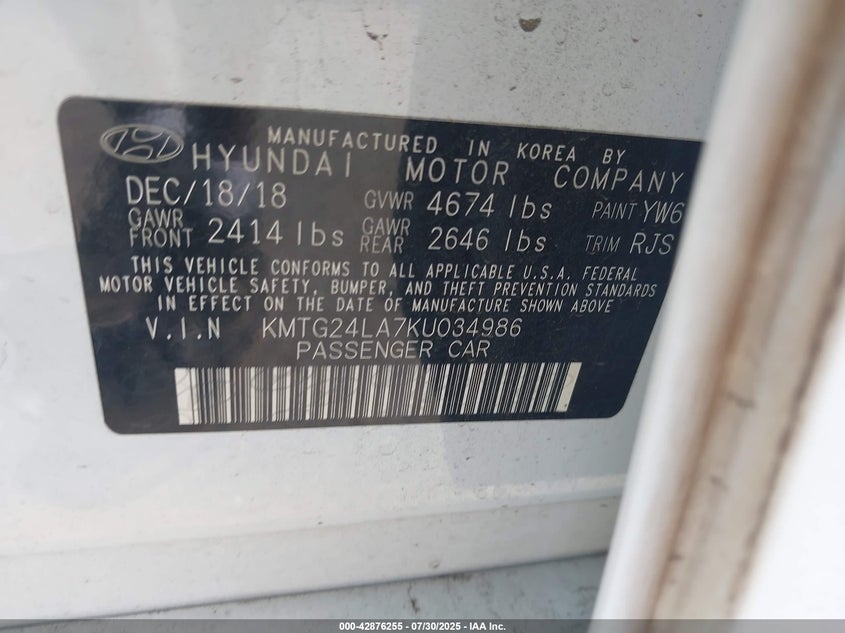 MANUFACTURED IN KOREA BY
HYUNDAI MOTOR COMPANY
DEC/18/18 GVWR 4674 lbs PAINT YW6
GAWR FRONT 2414 lbs GAWR REAR 2646 lbs TRIM RJS
THIS VEHICLE CONFORMS TO ALL APPLICABLE U.S.A. FEDERAL
MOTOR VEHICLE SAFETY, BUMPER, AND THEFT PREVENTION STANDARDS
IN EFFECT ON THE DATE OF MANUFACTURE SHOWN ABOVE
V.I.N KMTG24LA7KU034986
PASSENGER CAR
000-42876255 - 07/30/2025 - IAA Inc.